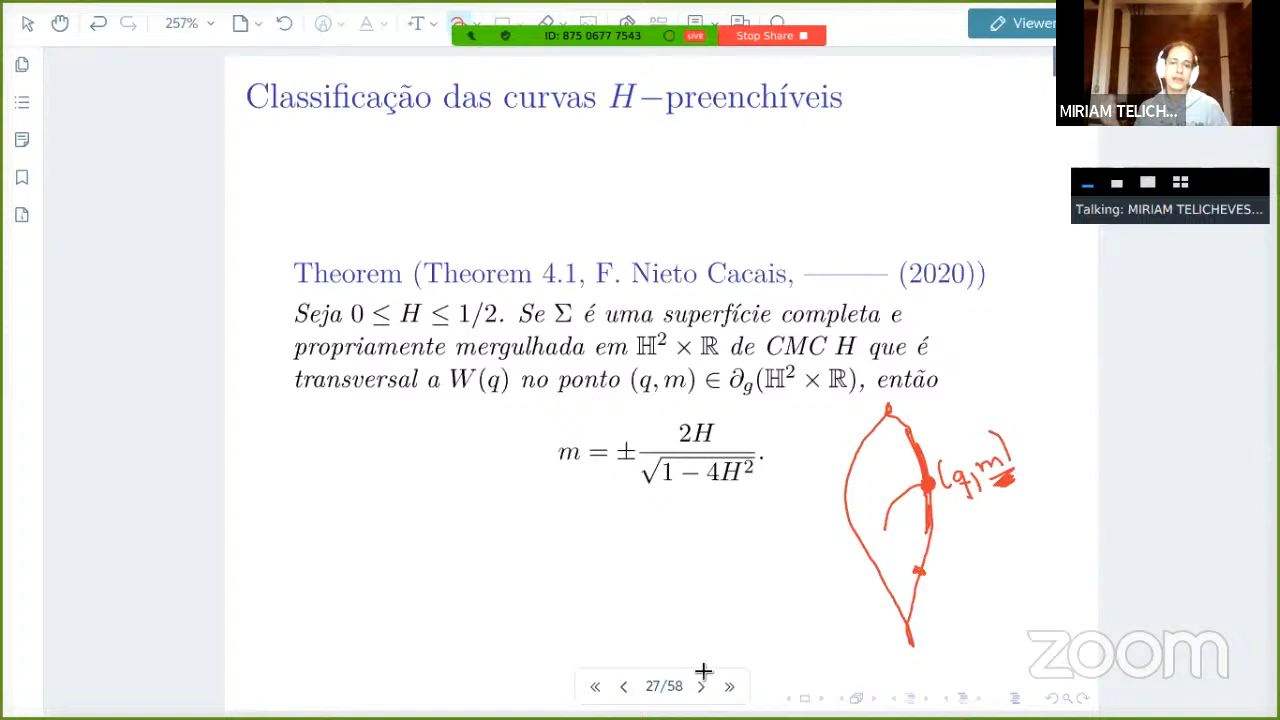 257%
ID: 875 0677 7543
LIVE
Stop Share
Viewer
MIRIAM TELICH...
Talking: MIRIAM TELICHEVES...
Classificação das curvas H−preenchíveis
Theorem (Theorem 4.1, F. Nieto Cacais, ——— (2020))
Seja 0 ≤ H ≤ 1/2. Se Σ é uma superfície completa e
propriamente mergulhada em ℍ² × ℝ de CMC H que é
transversal a W(q) no ponto (q, m) ∈ ∂g(ℍ² × ℝ), então
m = ± 2H / √(1 − 4H²).
(q, m)
27/58
zoom